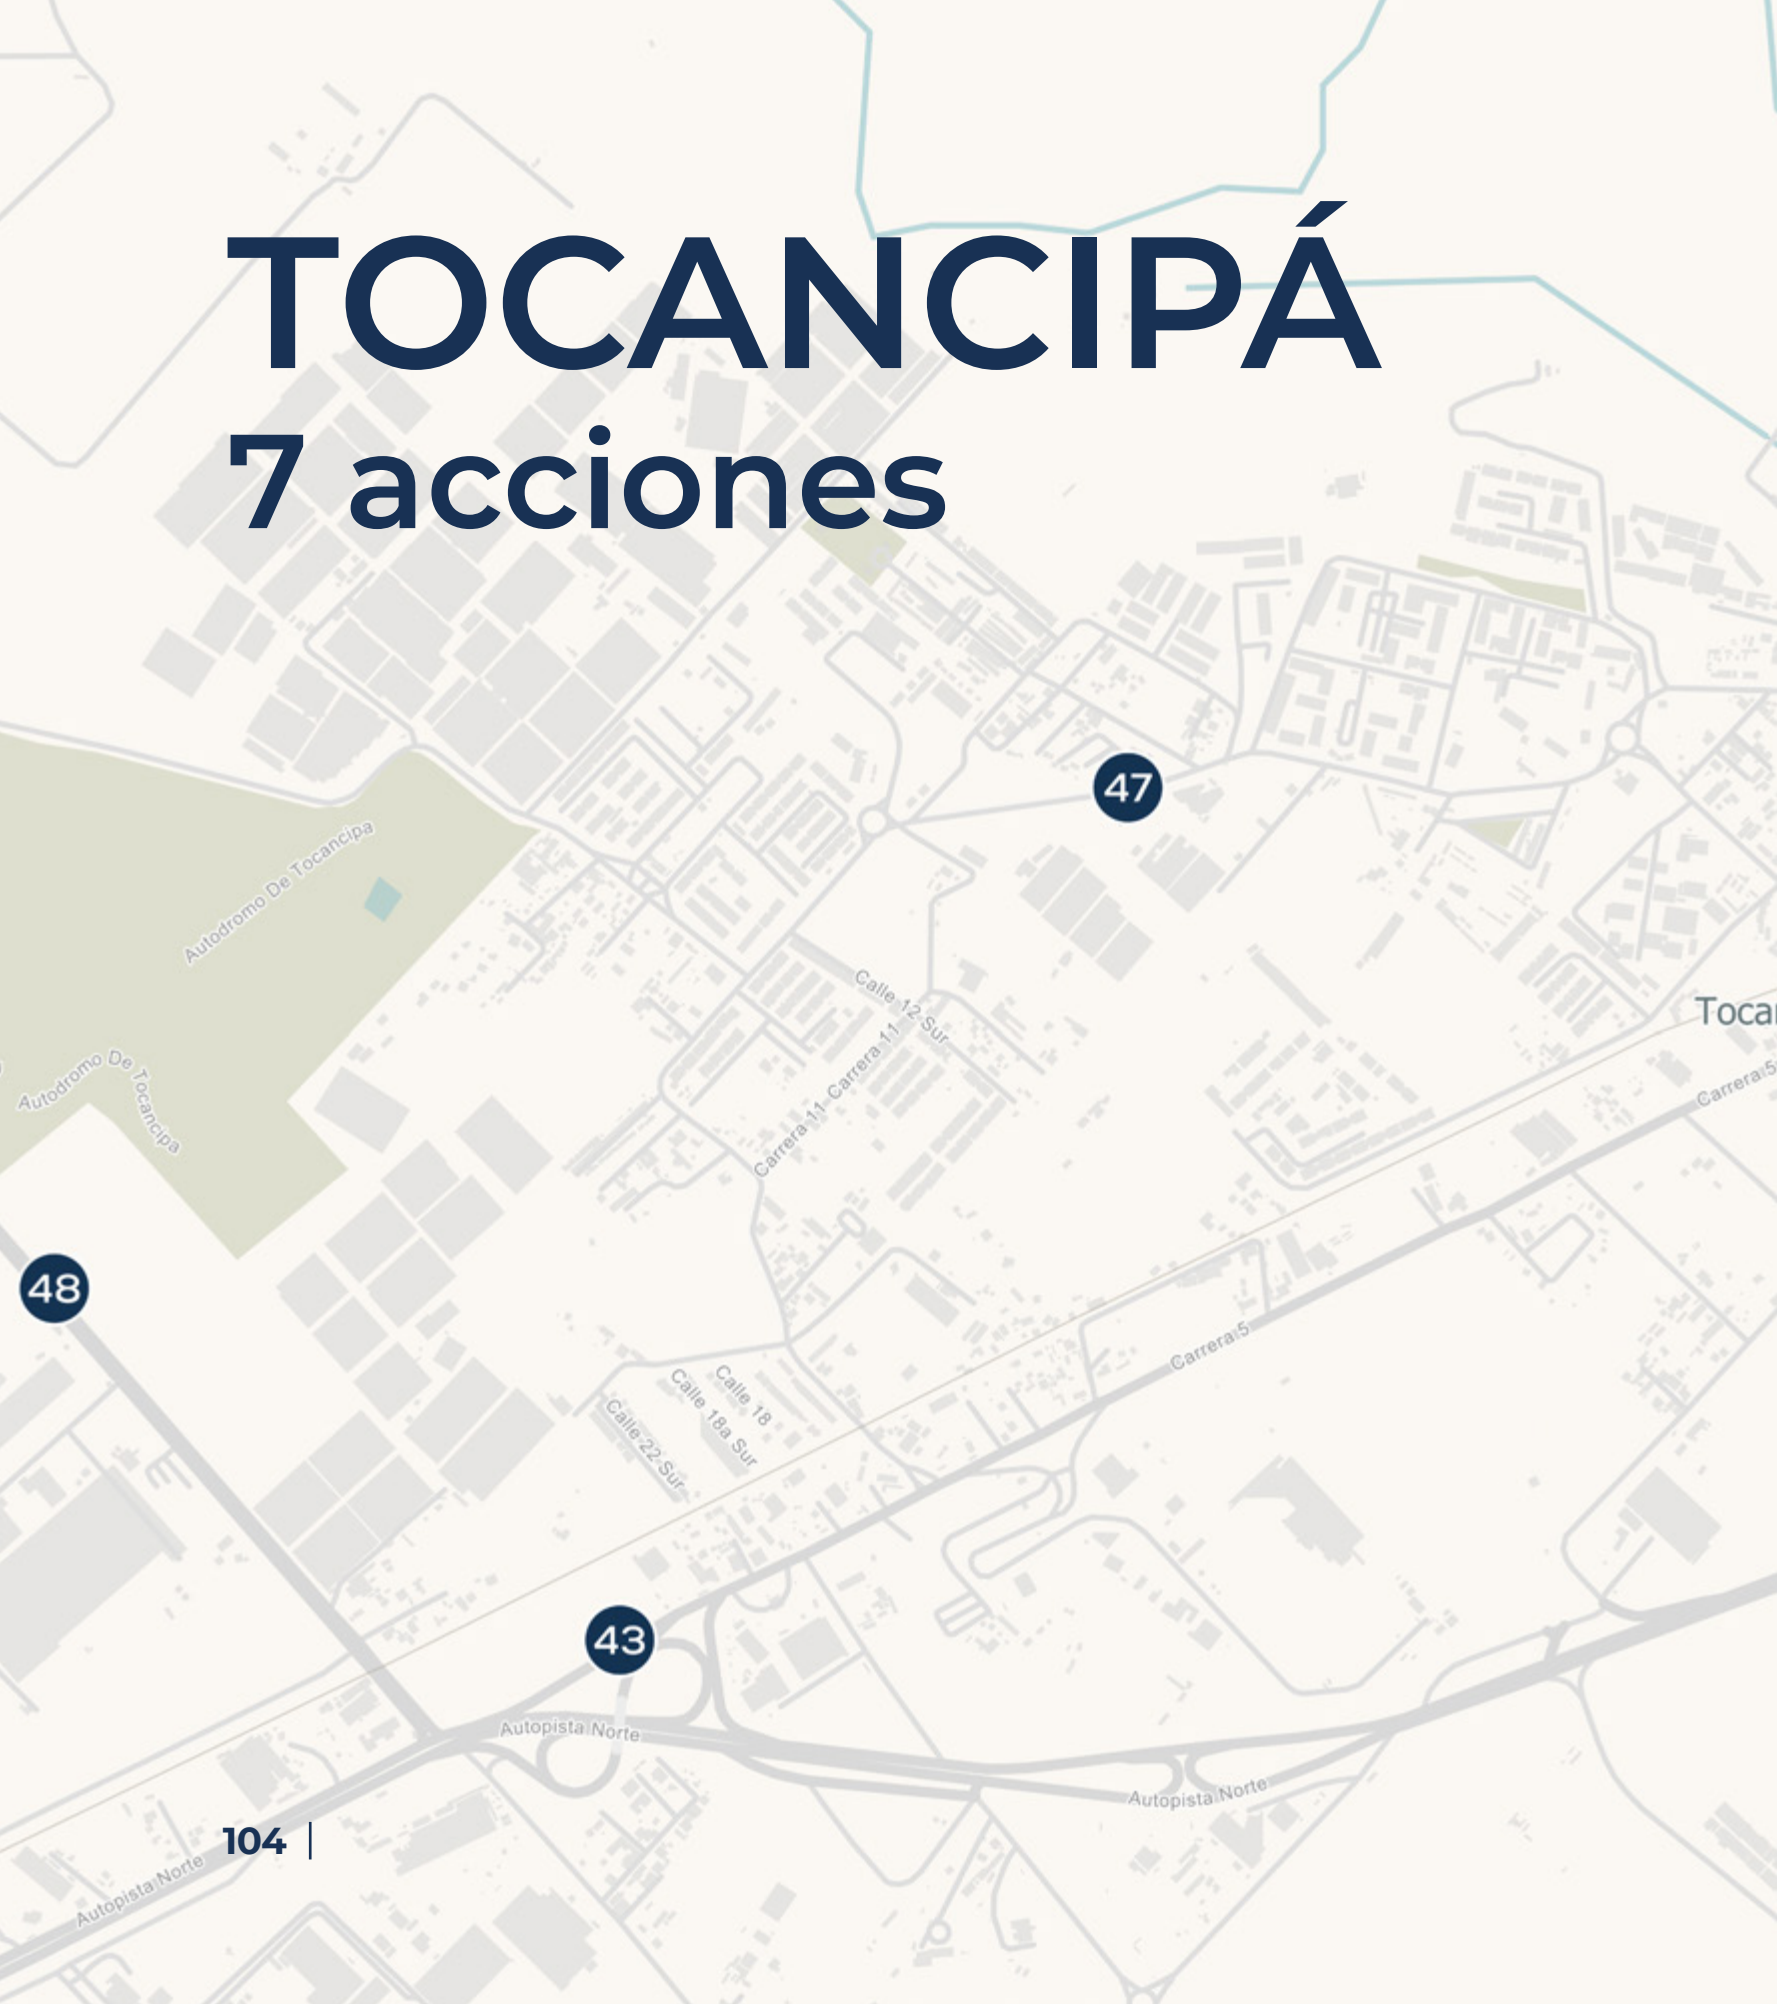 TOCANCIPÁ
7 acciones
47
Autodromo De Tocancipa
Calle 12 Sur
Tocan
Carrera 11
Carrera 11
Carrera 5
Autodromo De Tocancipa
48
Carrera 5
Calle 18
Calle 18a Sur
Calle 22 Sur
43
Autopista Norte
Autopista Norte
104 |
Autopista Norte